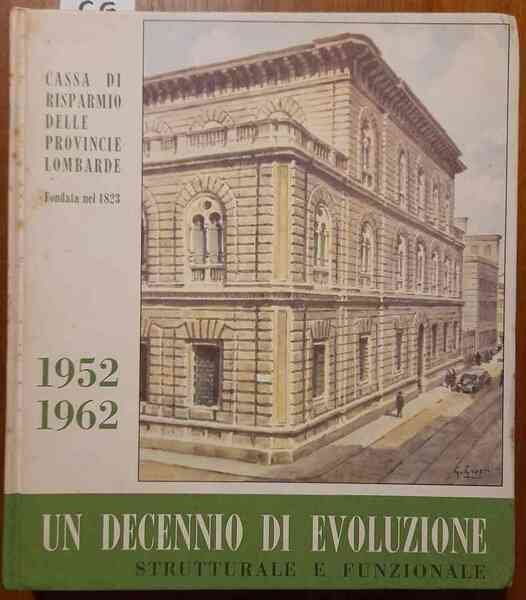 CASSA DI
RISPARMIO
DELLE
PROVINCIE
LOMBARDE
Fondata nel 1823
1952
1962
UN DECENNIO DI EVOLUZIONE
STRUTTURALE E FUNZIONALE